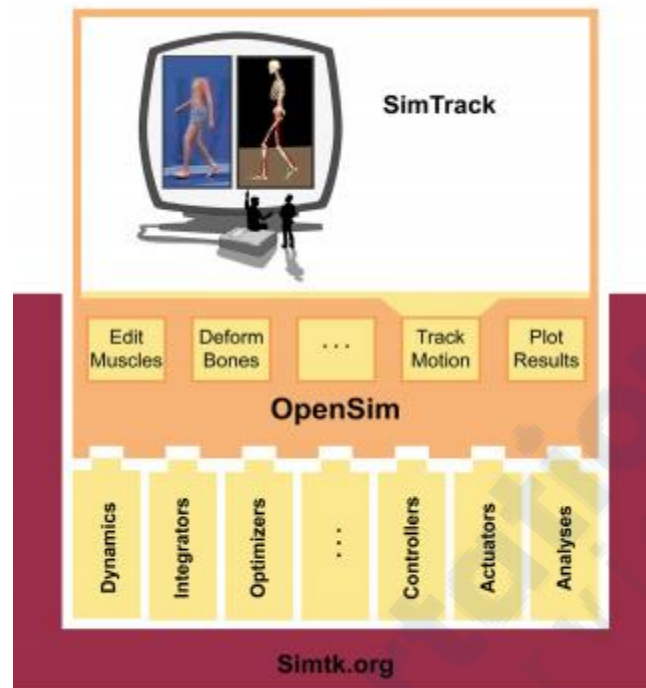 SimTrack
Edit
Muscles
Deform
Bones
. . .
Track
Motion
Plot
Results
OpenSim
Dynamics
Integrators
Optimizers
. . .
Controllers
Actuators
Analyses
Simtk.org